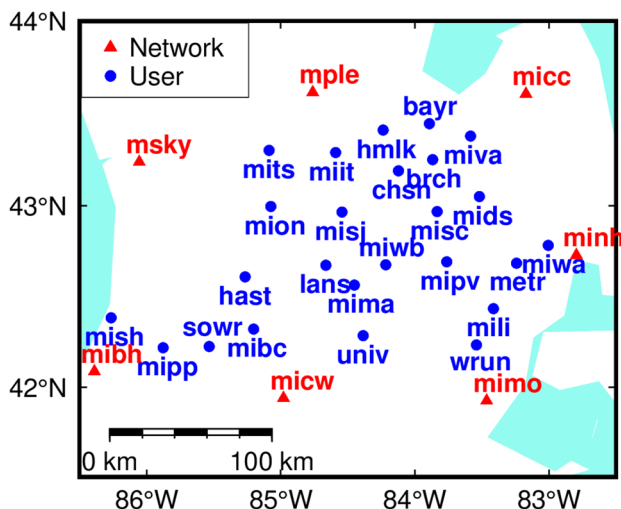 44°N
Network
User
mple
micc
bayr
msky
hmlk
miva
mits
miit
brch
chsn
43°N
mids
mion
misj
misc
minh
miwb
miwa
lans
mipv
metr
hast
mima
mish
sowr
mili
mibh
mibc
univ
wrun
mipp
42°N
micw
mimo
0 km
100 km
86°W
85°W
84°W
83°W